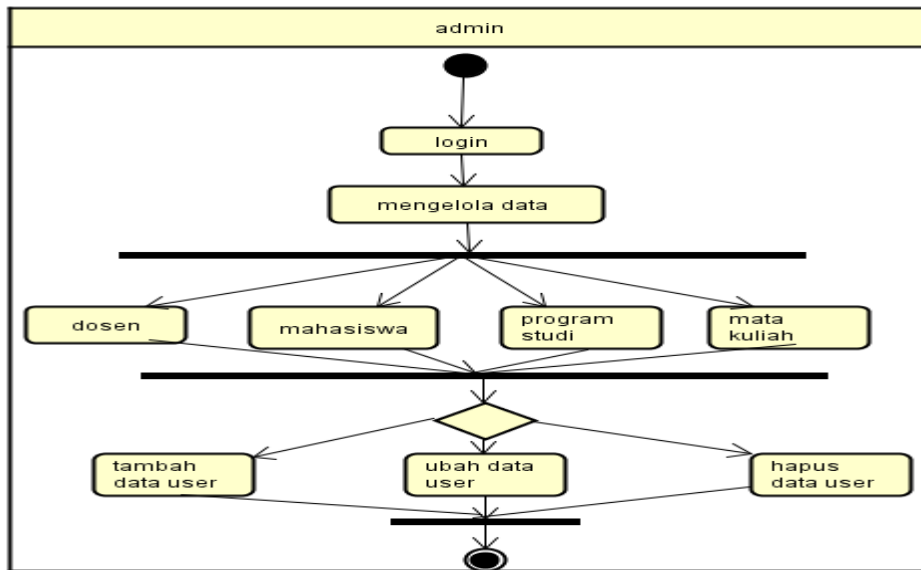 admin
login
mengelola data
dosen
mahasiswa
program
studi
mata
kuliah
tambah
data user
ubah data
user
hapus
data user